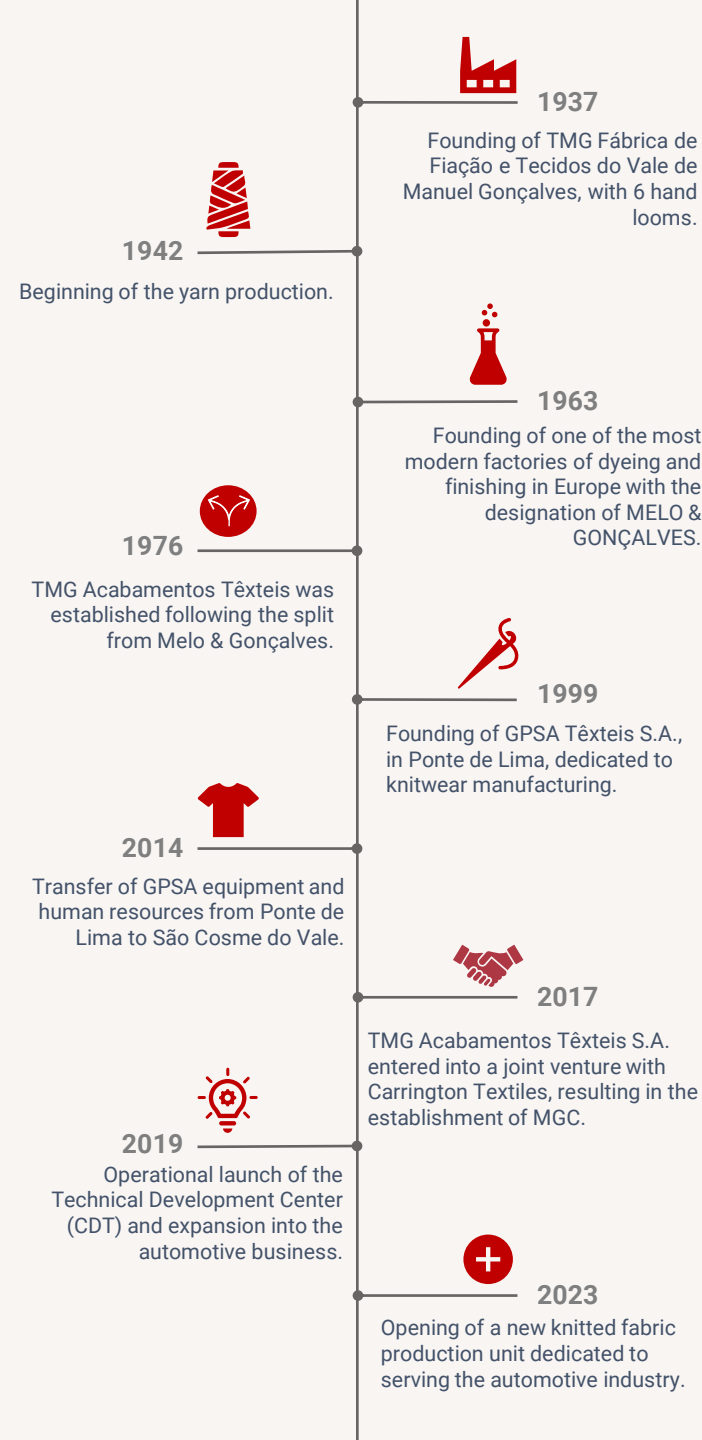 1937
Founding of TMG Fábrica de
Fiação e Tecidos do Vale de
Manuel Gonçalves, with 6 hand
looms.
1942
Beginning of the yarn production.
1963
Founding of one of the most
modern factories of dyeing and
finishing in Europe with the
designation of MELO &
GONÇALVES.
1976
TMG Acabamentos Têxteis was
established following the split
from Melo & Gonçalves.
1999
Founding of GPSA Têxteis S.A.,
in Ponte de Lima, dedicated to
knitwear manufacturing.
2014
Transfer of GPSA equipment and
human resources from Ponte de
Lima to São Cosme do Vale.
2017
TMG Acabamentos Têxteis S.A.
entered into a joint venture with
Carrington Textiles, resulting in the
establishment of MGC.
2019
Operational launch of the
Technical Development Center
(CDT) and expansion into the
automotive business.
2023
Opening of a new knitted fabric
production unit dedicated to
serving the automotive industry.